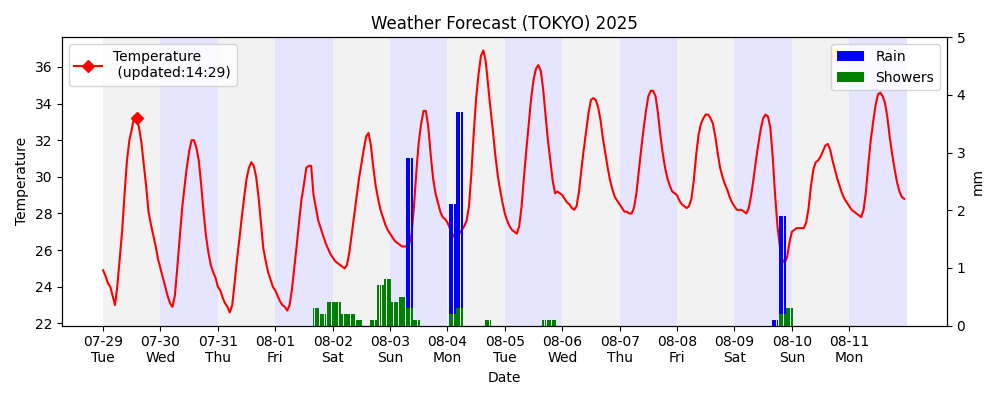 Weather Forecast (TOKYO) 2025
Temperature
(updated:14:29)
Rain
Showers
Temperature
36
34
32
30
28
26
24
22
5
4
3
2
1
0
mm
07-29 07-30 07-31 08-01 08-02 08-03 08-04 08-05 08-06 08-07 08-08 08-09 08-10 08-11
Tue Wed Thu Fri Sat Sun Mon Tue Wed Thu Fri Sat Sun Mon
Date